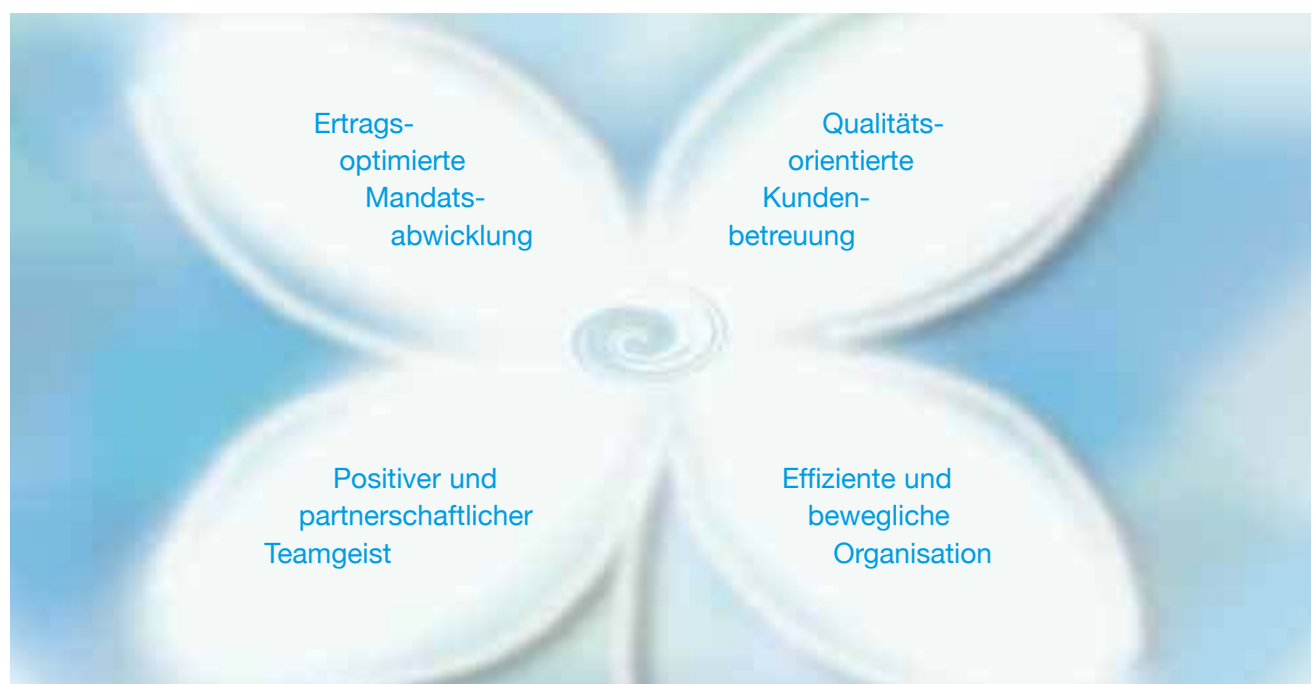 Ertrags-
optimierte
Mandats-
abwicklung
Qualitäts-
orientierte
Kunden-
betreuung
Positiver und
partnerschaftlicher
Teamgeist
Effiziente und
bewegliche
Organisation